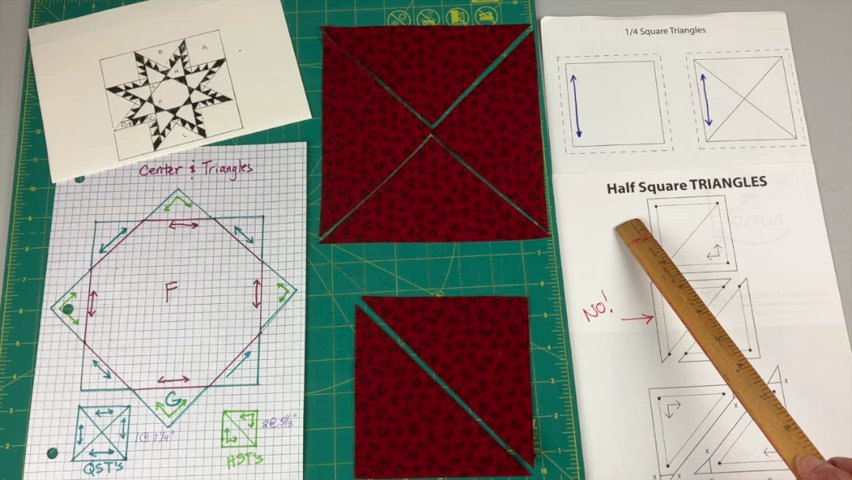 Center & Triangles
F
G
QST's
HST's
1/4 Square Triangles
Half Square TRIANGLES
No!
x
x
x
x